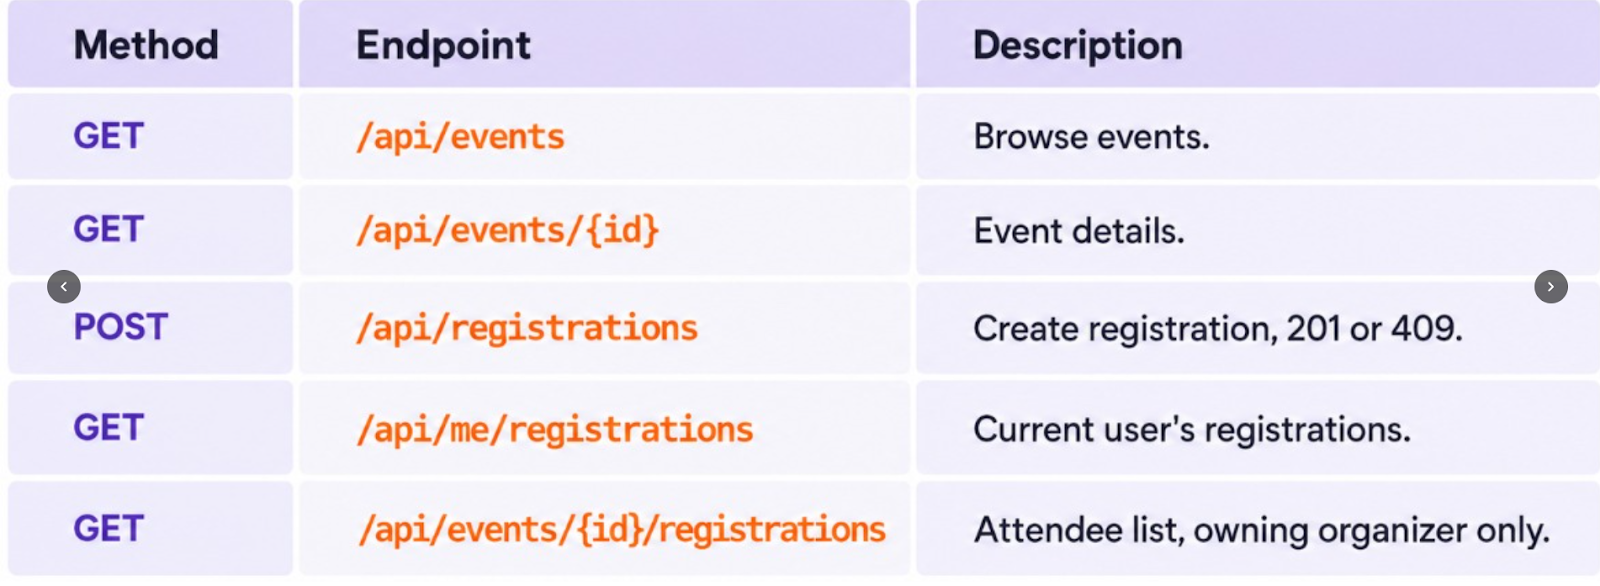 Method Endpoint Description
GET /api/events Browse events.
GET /api/events/{id} Event details.
POST /api/registrations Create registration, 201 or 409.
GET /api/me/registrations Current user's registrations.
GET /api/events/{id}/registrations Attendee list, owning organizer only.